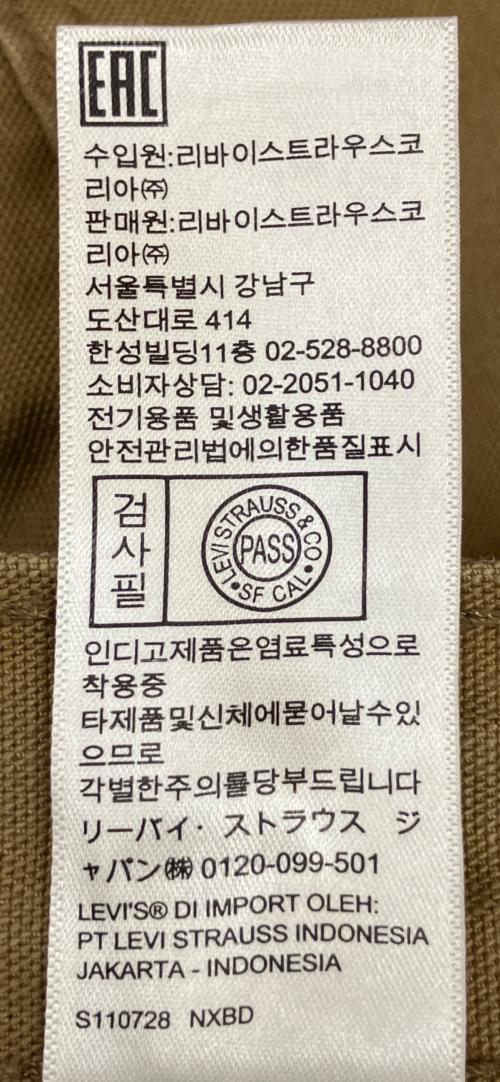 EAC
수입원:리바이스트라우스코
리아㈜
판매원:리바이스트라우스코
리아㈜
서울특별시 강남구
도산대로 414
한성빌딩11층 02-528-8800
소비자상담: 02-2051-1040
전기용품 및생활용품
안전관리법에의한품질표시
검
사
필
LEVI STRAUSS & CO
PASS
•SF CAL•
인디고제품은염료특성으로
착용중
타제품및신체에묻어날수있
으므로
각별한주의를당부드립니다
リーバイ・ストラウス ジ
ャパン㈱ 0120-099-501
LEVI'S® DI IMPORT OLEH:
PT LEVI STRAUSS INDONESIA
JAKARTA - INDONESIA
S110728 NXBD